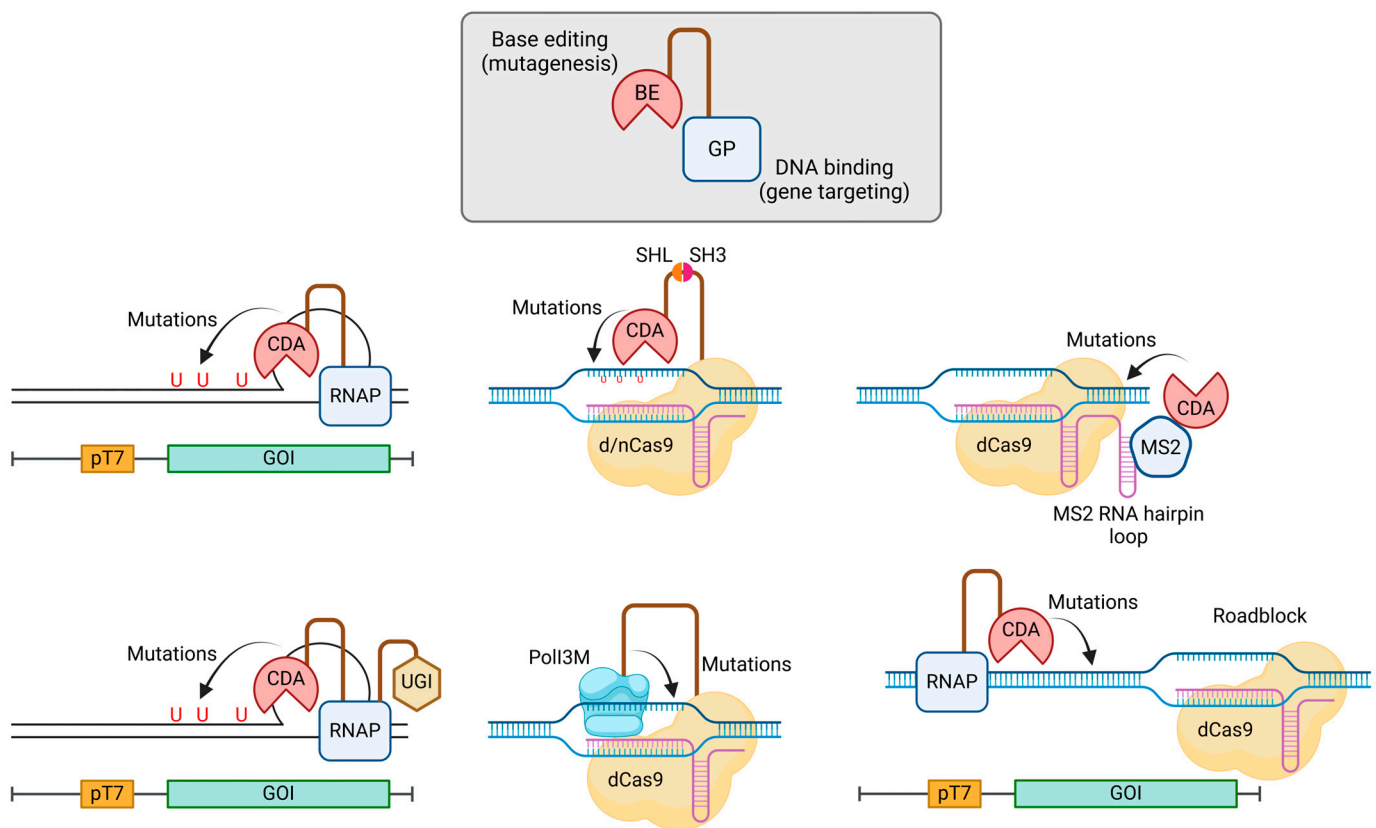 Base editing
(mutagenesis)
BE
GP
DNA binding
(gene targeting)
Mutations
CDA
U U U
RNAP
pT7
GOI
SHL SH3
Mutations
CDA
U U U
d/nCas9
Mutations
CDA
dCas9
MS2
MS2 RNA hairpin
loop
Mutations
CDA
UGI
U U U
RNAP
pT7
GOI
PolI3M
Mutations
dCas9
CDA
Mutations
Roadblock
RNAP
dCas9
pT7
GOI